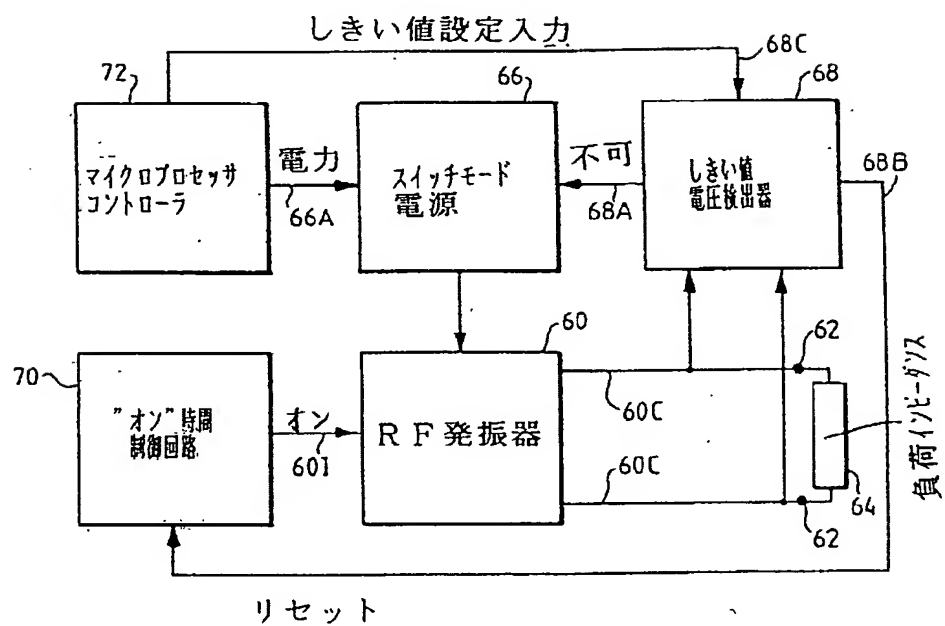 しきい値設定入力
68C
72
66
68
マイクロプロセッサ
コントローラ
電力
66A
スイッチモード
電源
不可
68A
しきい値
電圧検出器
68B
70
"オン"時間
制御回路
オン
60I
60
RF発振器
60C
60C
62
62
64
負荷インピーダンス
リセット